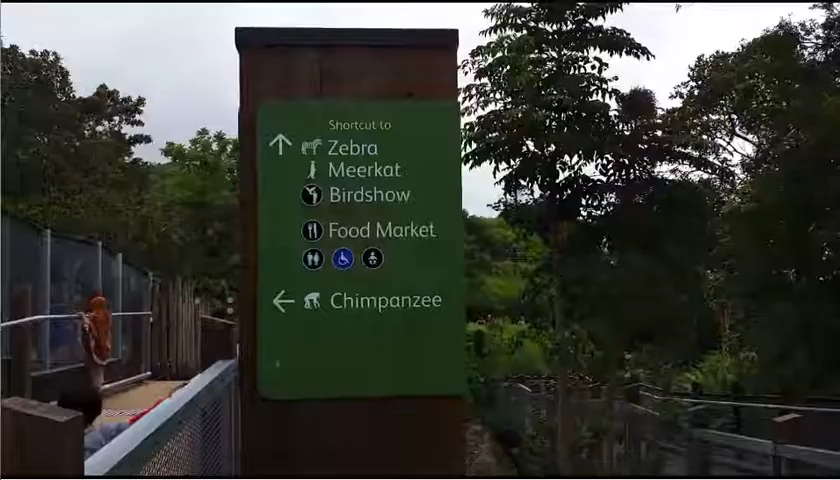 Shortcut to
Zebra
Meerkat
Birdshow
Food Market
Chimpanzee